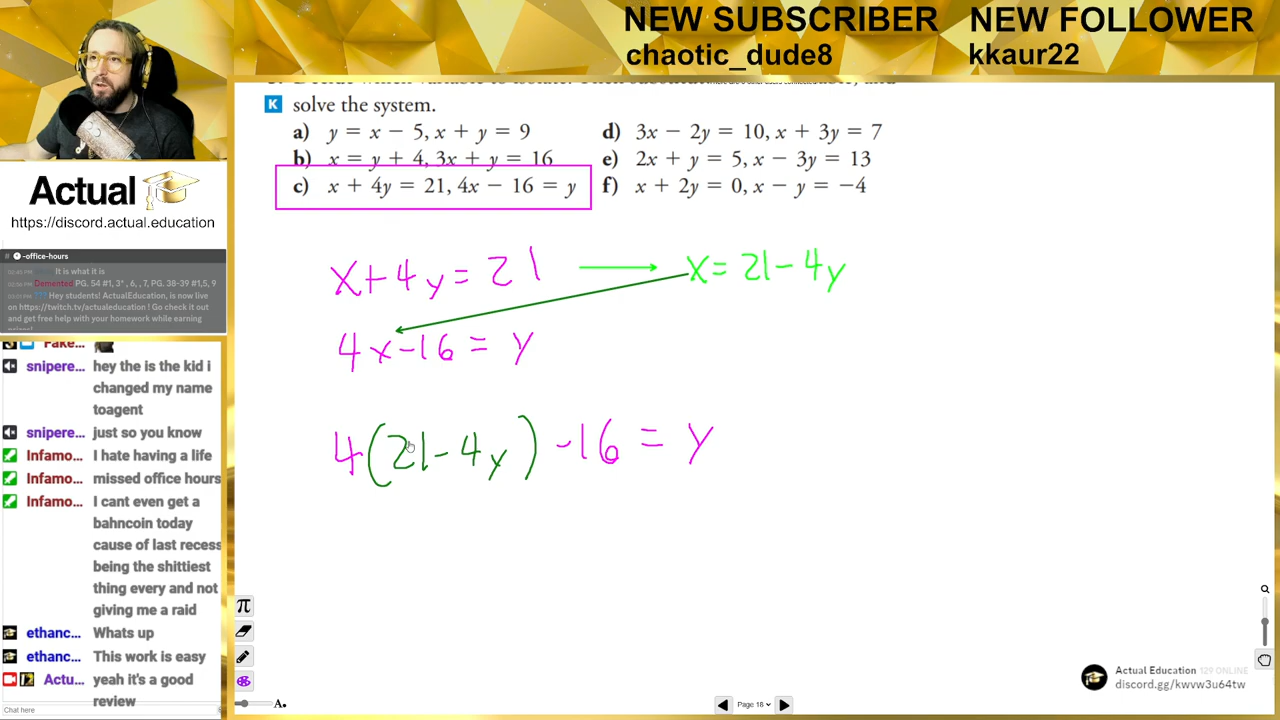 NEW SUBSCRIBER
chaotic_dude8
NEW FOLLOWER
kkaur22
K solve the system.
a) y = x − 5, x + y = 9
b) x = y + 4, 3x + y = 16
c) x + 4y = 21, 4x − 16 = y
d) 3x − 2y = 10, x + 3y = 7
e) 2x + y = 5, x − 3y = 13
f) x + 2y = 0, x − y = −4
x+4y=21
x=21-4y
4x-16=y
4(21-4y)-16=y
Actual
https://discord.actual.education
-office-hours
It is what it is
Demented PG. 54 #1, 3*, 6, , 7, PG. 38-39 #1,5, 9
Hey students! ActualEducation, is now live
on https://twitch.tv/actualeducation ! Go check it out
and get free help with your homework while earning
Fake...
snipere... hey the is the kid i
changed my name
toagent
snipere... just so you know
Infamo... I hate having a life
Infamo... missed office hours
Infamo... I cant even get a
bahncoin today
cause of last recess
being the shittiest
thing every and not
giving me a raid
ethanc... Whats up
ethanc... This work is easy
Actu... yeah it's a good
review
Chat here
π
A.
Page 18
Actual Education 129 ONLINE
discord.gg/kwvw3u64tw